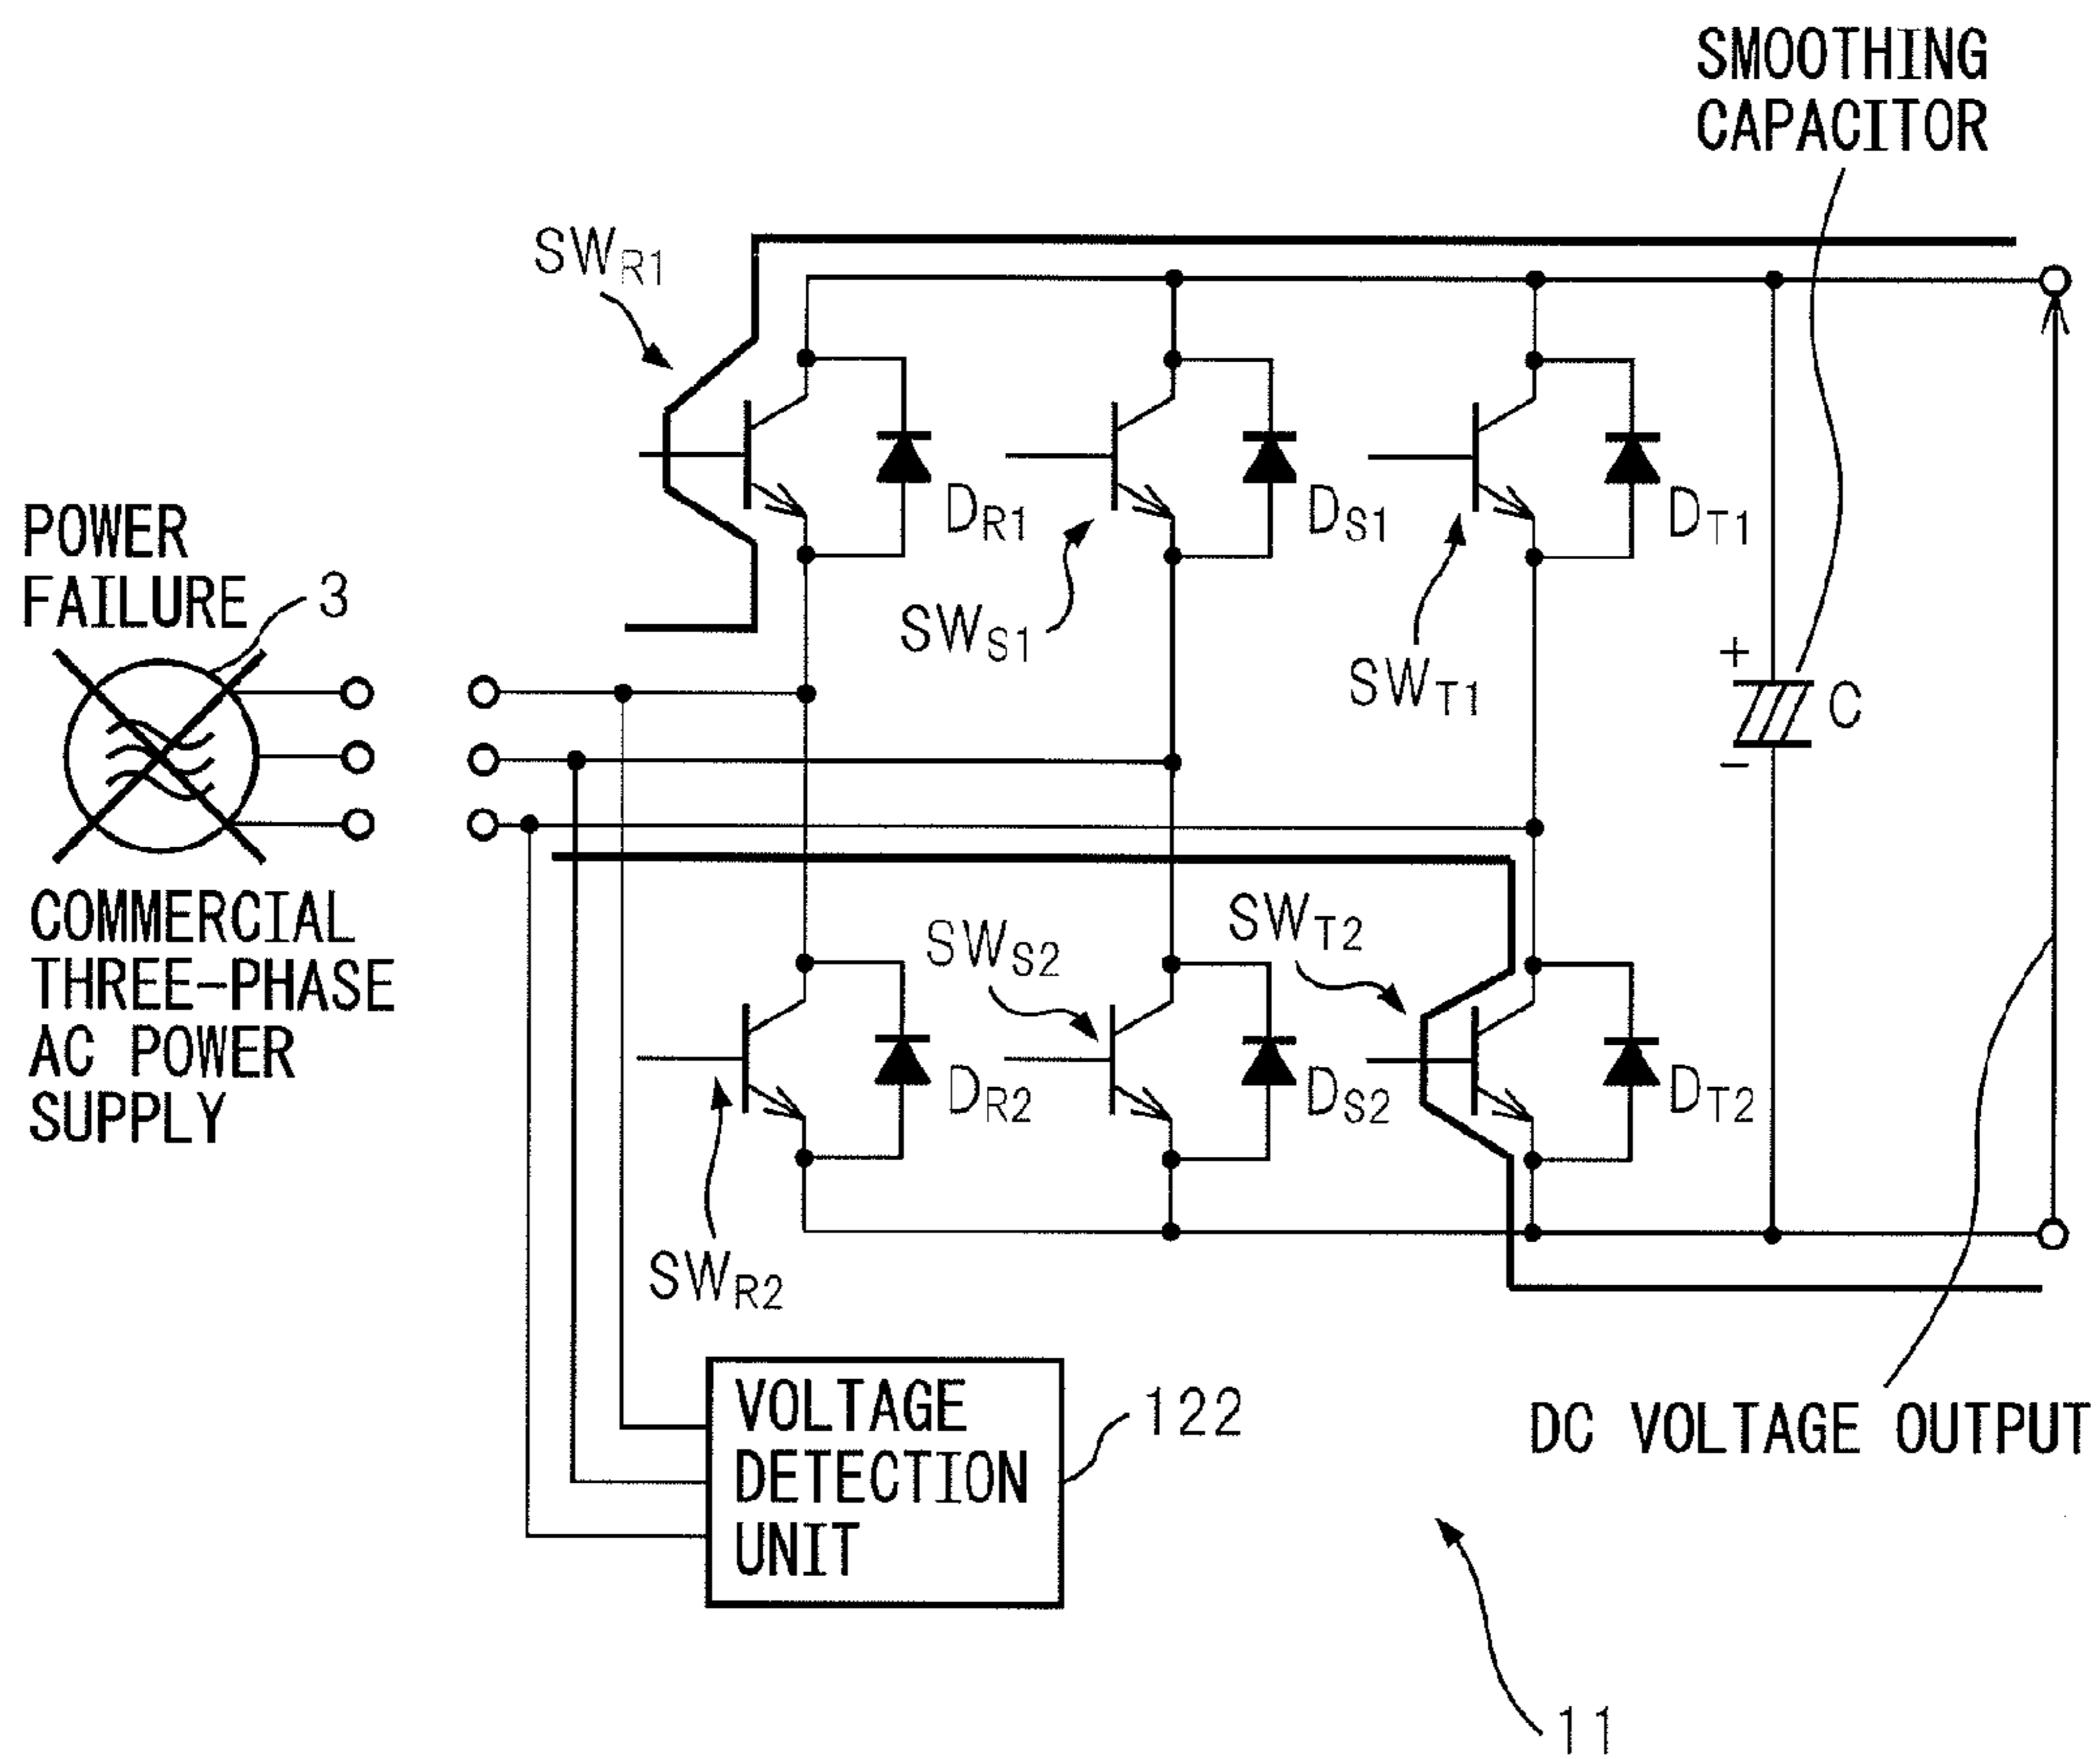 SMOOTHING
CAPACITOR
SWR1
DR1
DS1
DT1
SWS1
SWT1
POWER
FAILURE
3
+
C
-
COMMERCIAL
THREE-PHASE
AC POWER
SUPPLY
SWS2
SWT2
DR2
DS2
DT2
SWR2
VOLTAGE
DETECTION
UNIT
122
DC VOLTAGE OUTPUT
11